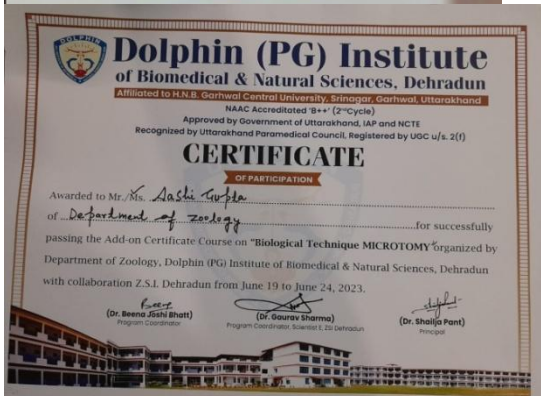 DOLPHIN
Dolphin (PG) Institute
of Biomedical & Natural Sciences, Dehradun
Affiliated to H.N.B. Garhwal Central University, Srinagar, Garhwal, Uttarakhand
NAAC Accredited 'B++' (2ⁿᵈCycle)
Approved by Government of Uttarakhand, IAP and NCTE
Recognized by Uttarakhand Paramedical Council, Registered by UGC u/s. 2(f)
CERTIFICATE
OF PARTICIPATION
Awarded to Mr./Ms. Aashi Gupta
of Department of zoology for successfully
passing the Add-on Certificate Course on "Biological Technique MICROTOMY" organized by
Department of Zoology, Dolphin (PG) Institute of Biomedical & Natural Sciences, Dehradun
with collaboration Z.S.I. Dehradun from June 19 to June 24, 2023.
(Dr. Beena Joshi Bhatt)
Program Coordinator
(Dr. Gaurav Sharma)
Program Coordinator, Scientist E, ZSI Dehradun
(Dr. Shailja Pant)
Principal